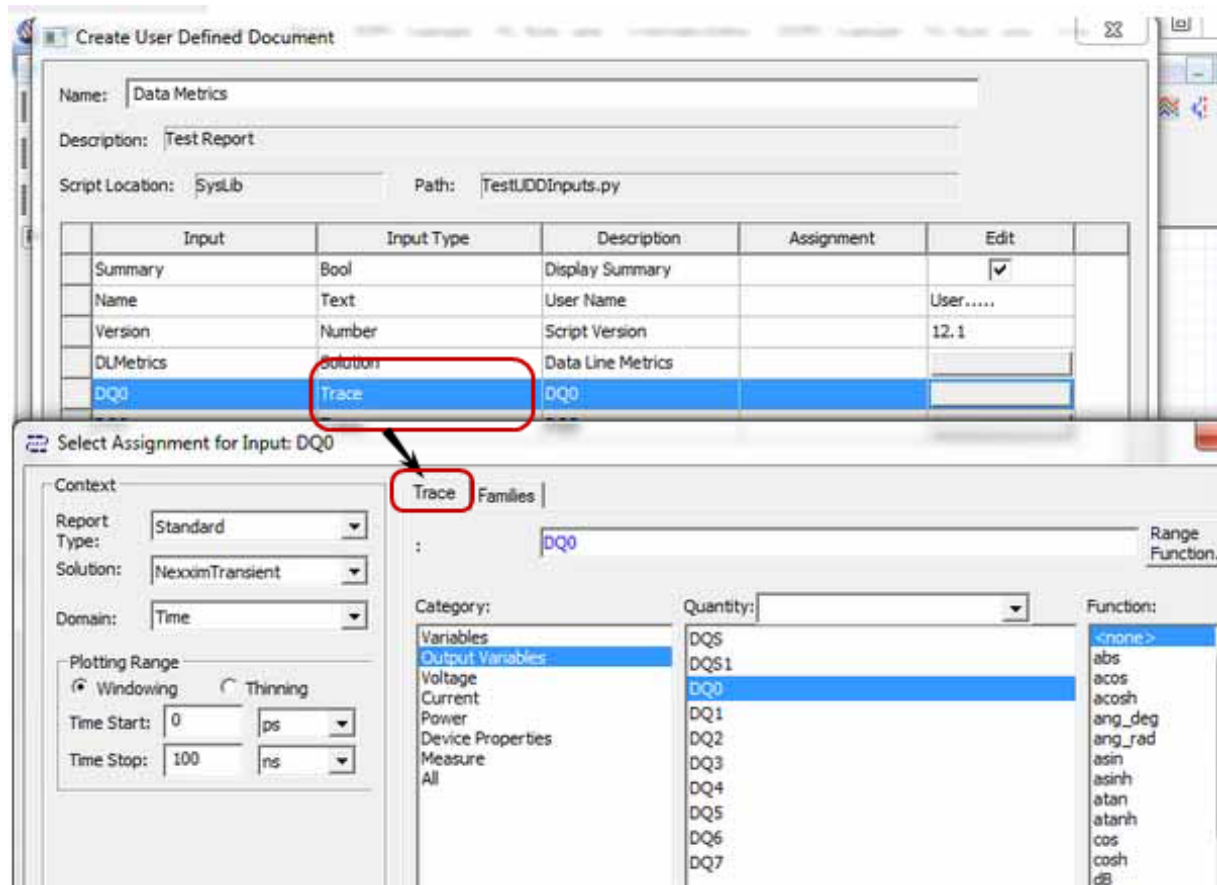 Create User Defined Document
Name: Data Metrics
Description: Test Report
Script Location: SysLib Path: TestUDDInputs.py
Input Input Type Description Assignment Edit
Summary Bool Display Summary
Name Text User Name User.....
Version Number Script Version 12.1
DLMetrics Solution Data Line Metrics
DQ0 Trace DQ0
Select Assignment for Input: DQ0
Context
Report Type: Standard
Solution: NexximTransient
Domain: Time
Plotting Range
Windowing Thinning
Time Start: 0 ps
Time Stop: 100 ns
Trace Families
: DQ0 Range Function.
Category: Quantity: Function:
Variables
Output Variables
Voltage
Current
Power
Device Properties
Measure
All
DQS
DQS1
DQ0
DQ1
DQ2
DQ3
DQ4
DQ5
DQ6
DQ7
<none>
abs
acos
acosh
ang_deg
ang_rad
asin
asinh
atan
atanh
cos
cosh
dB